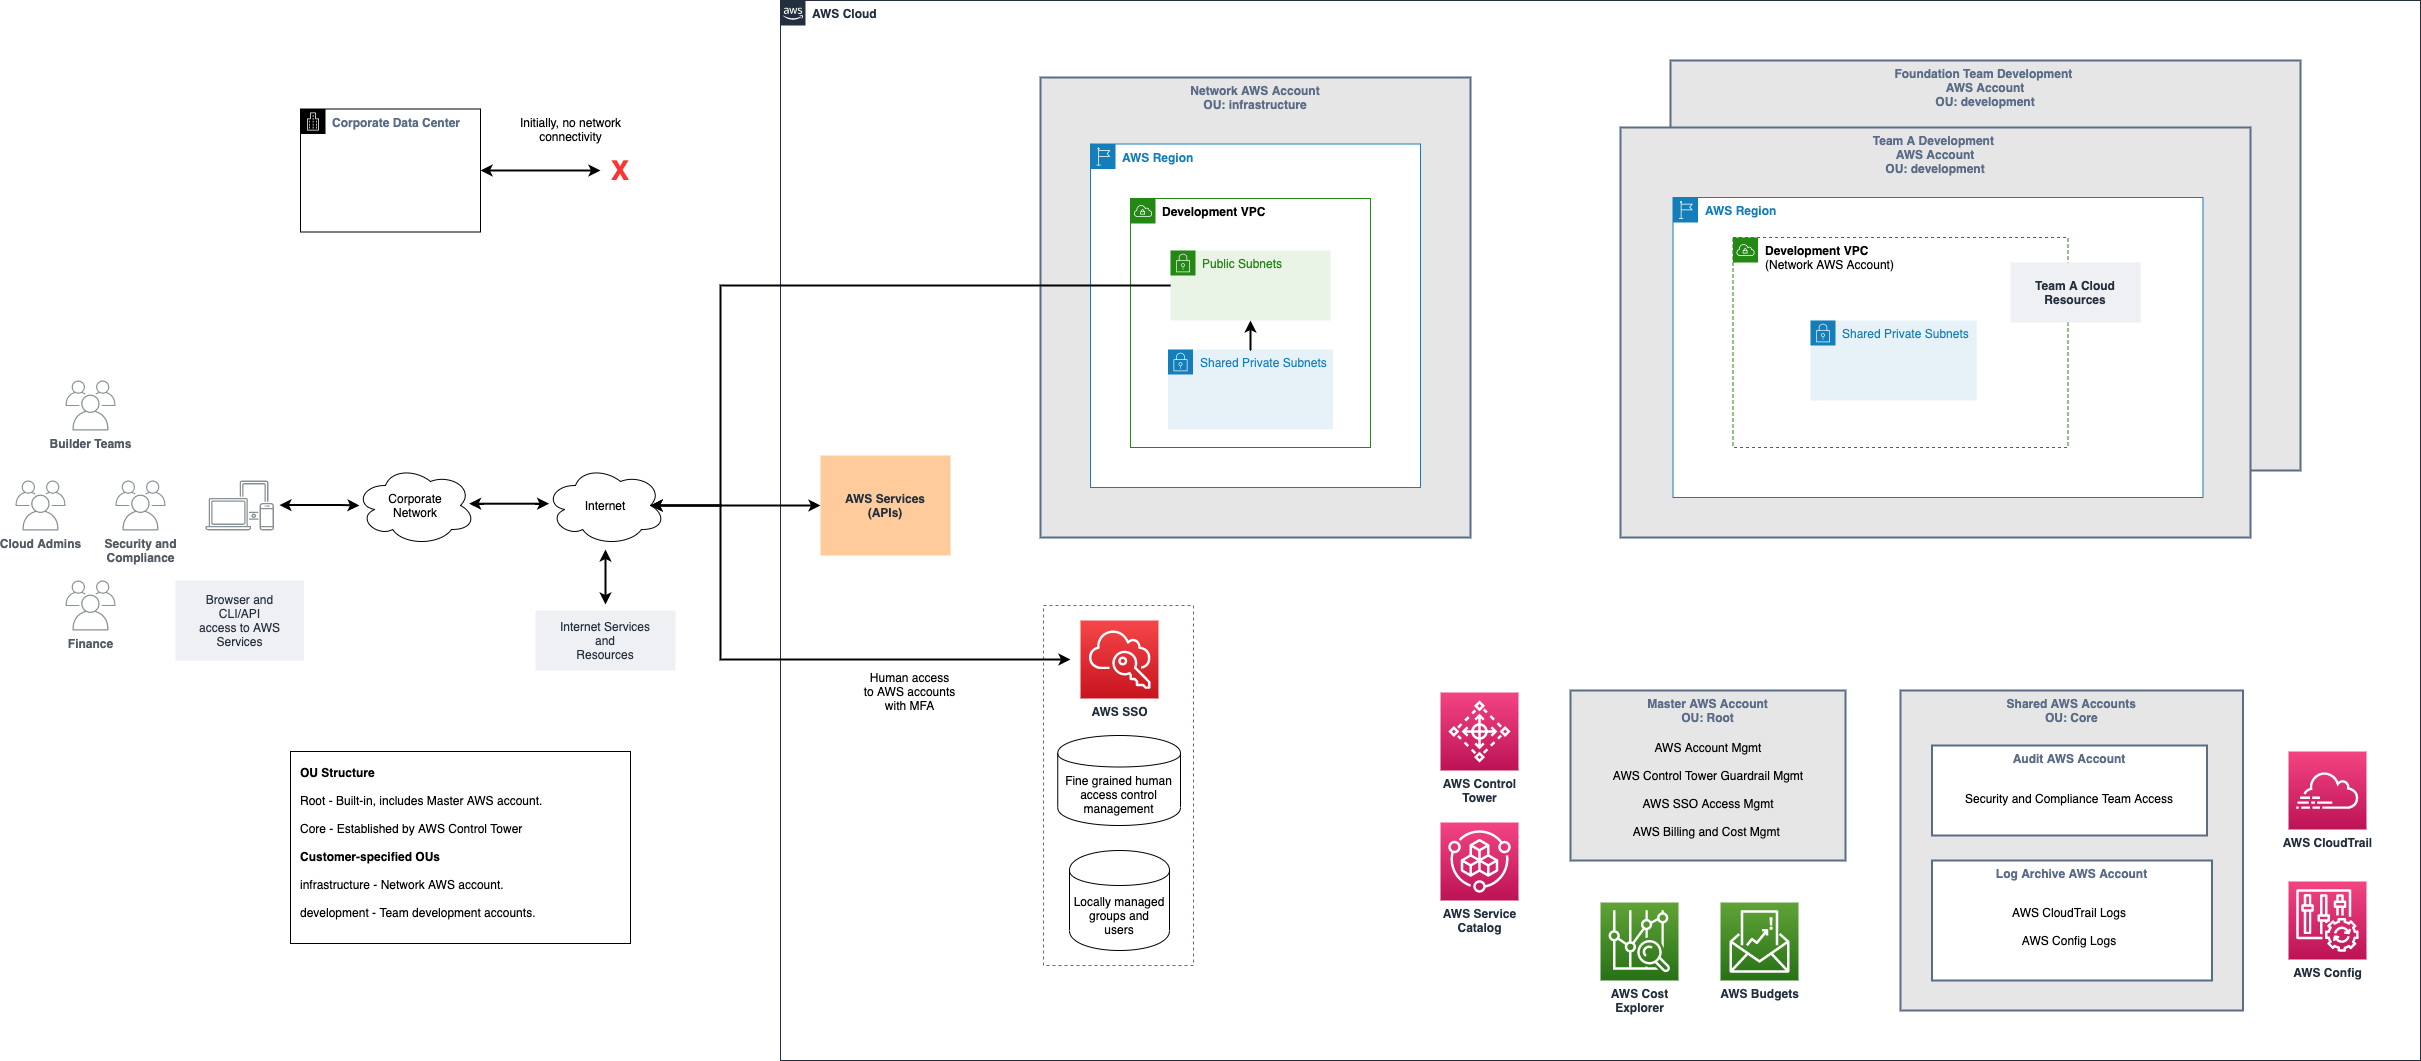 aws
AWS Cloud
Corporate Data Center
Initially, no network
connectivity
X
Network AWS Account
OU: infrastructure
AWS Region
Development VPC
Public Subnets
Shared Private Subnets
Foundation Team Development
AWS Account
OU: development
Team A Development
AWS Account
OU: development
AWS Region
Development VPC
(Network AWS Account)
Team A Cloud
Resources
Shared Private Subnets
Builder Teams
Cloud Admins
Security and
Compliance
Finance
Browser and
CLI/API
access to AWS
Services
Corporate
Network
Internet
Internet Services
and
Resources
AWS Services
(APIs)
Human access
to AWS accounts
with MFA
AWS SSO
Fine grained human
access control
management
Locally managed
groups and
users
OU Structure
Root - Built-in, includes Master AWS account.
Core - Established by AWS Control Tower
Customer-specified OUs
infrastructure - Network AWS account.
development - Team development accounts.
AWS Control
Tower
AWS Service
Catalog
Master AWS Account
OU: Root
AWS Account Mgmt
AWS Control Tower Guardrail Mgmt
AWS SSO Access Mgmt
AWS Billing and Cost Mgmt
AWS Cost
Explorer
AWS Budgets
Shared AWS Accounts
OU: Core
Audit AWS Account
Security and Compliance Team Access
Log Archive AWS Account
AWS CloudTrail Logs
AWS Config Logs
AWS CloudTrail
AWS Config